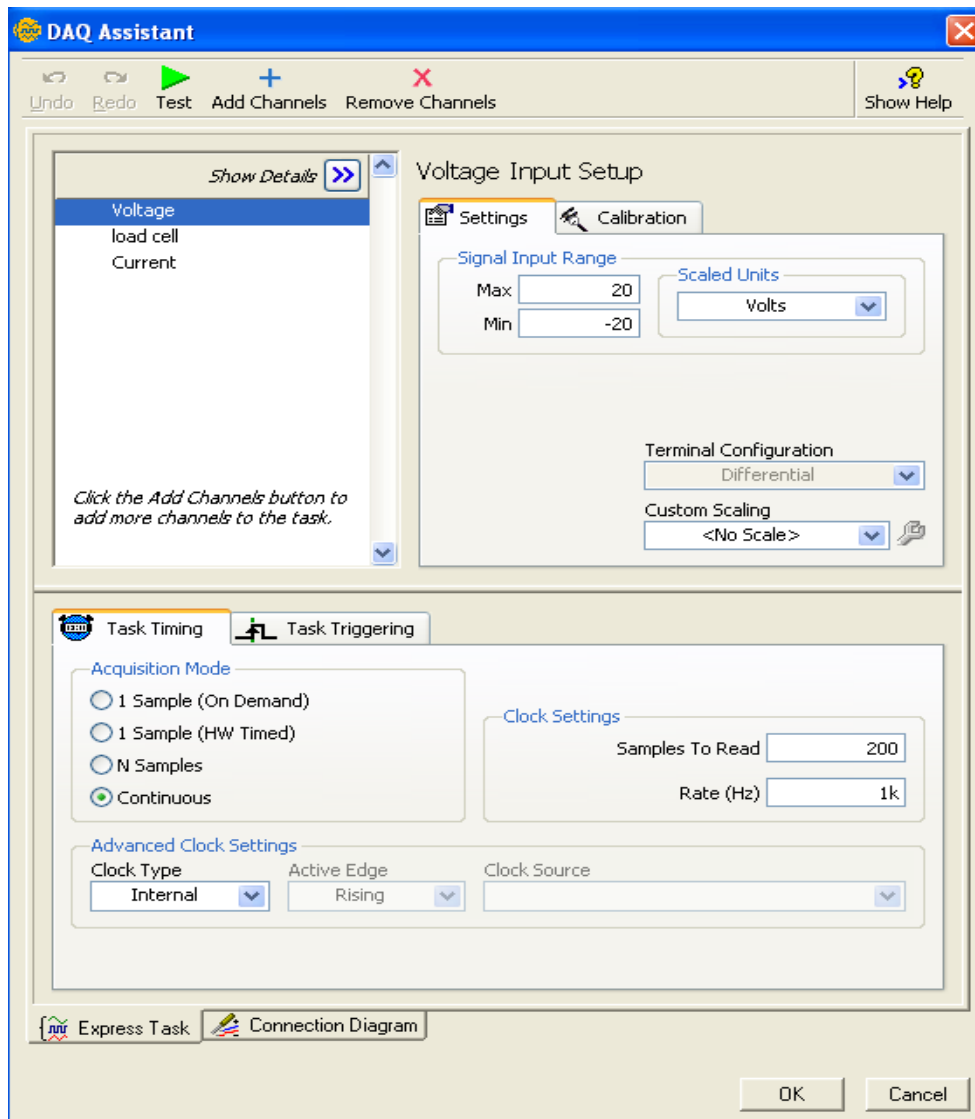 DAQ Assistant
Undo Redo Test Add Channels Remove Channels Show Help
Show Details
Voltage
load cell
Current
Click the Add Channels button to
add more channels to the task.
Voltage Input Setup
Settings Calibration
Signal Input Range
Max 20
Min -20
Scaled Units
Volts
Terminal Configuration
Differential
Custom Scaling
<No Scale>
Task Timing Task Triggering
Acquisition Mode
1 Sample (On Demand)
1 Sample (HW Timed)
N Samples
Continuous
Clock Settings
Samples To Read 200
Rate (Hz) 1k
Advanced Clock Settings
Clock Type Active Edge Clock Source
Internal Rising
Express Task Connection Diagram
OK Cancel